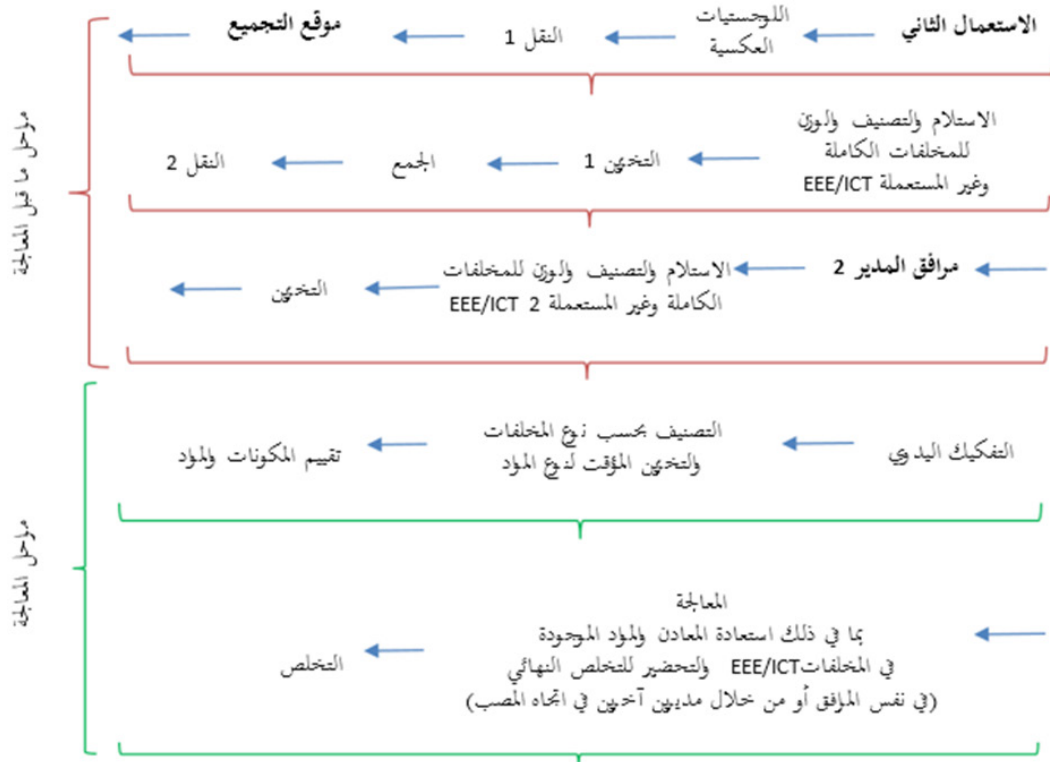 الاستعمال الثاني
اللوجستيات
العكسية
النقل 1
موقع التجميع
الاستلام والتصنيف والوزن
للمخلفات الكاملة
وغير المستعملة EEE/ICT
التخزين 1
الجمع
النقل 2
مرافق المدير 2
الاستلام والتصنيف والوزن للمخلفات
الكاملة وغير المستعملة EEE/ICT 2
التخزين
مراحل ما قبل المعالجة
التفكيك اليدوي
التصنيف بحسب نوع المخلفات
والتخزين المؤقت لنوع المواد
تقييم المكونات والمواد
المعالجة
بما في ذلك استعادة المعادن والمواد الموجودة
في المخلفات EEE/ICT والتحضير للتخلص النهائي
(في نفس المرافق أو من خلال مديرين آخرين في اتجاه المصب)
التخلص
مراحل المعالجة